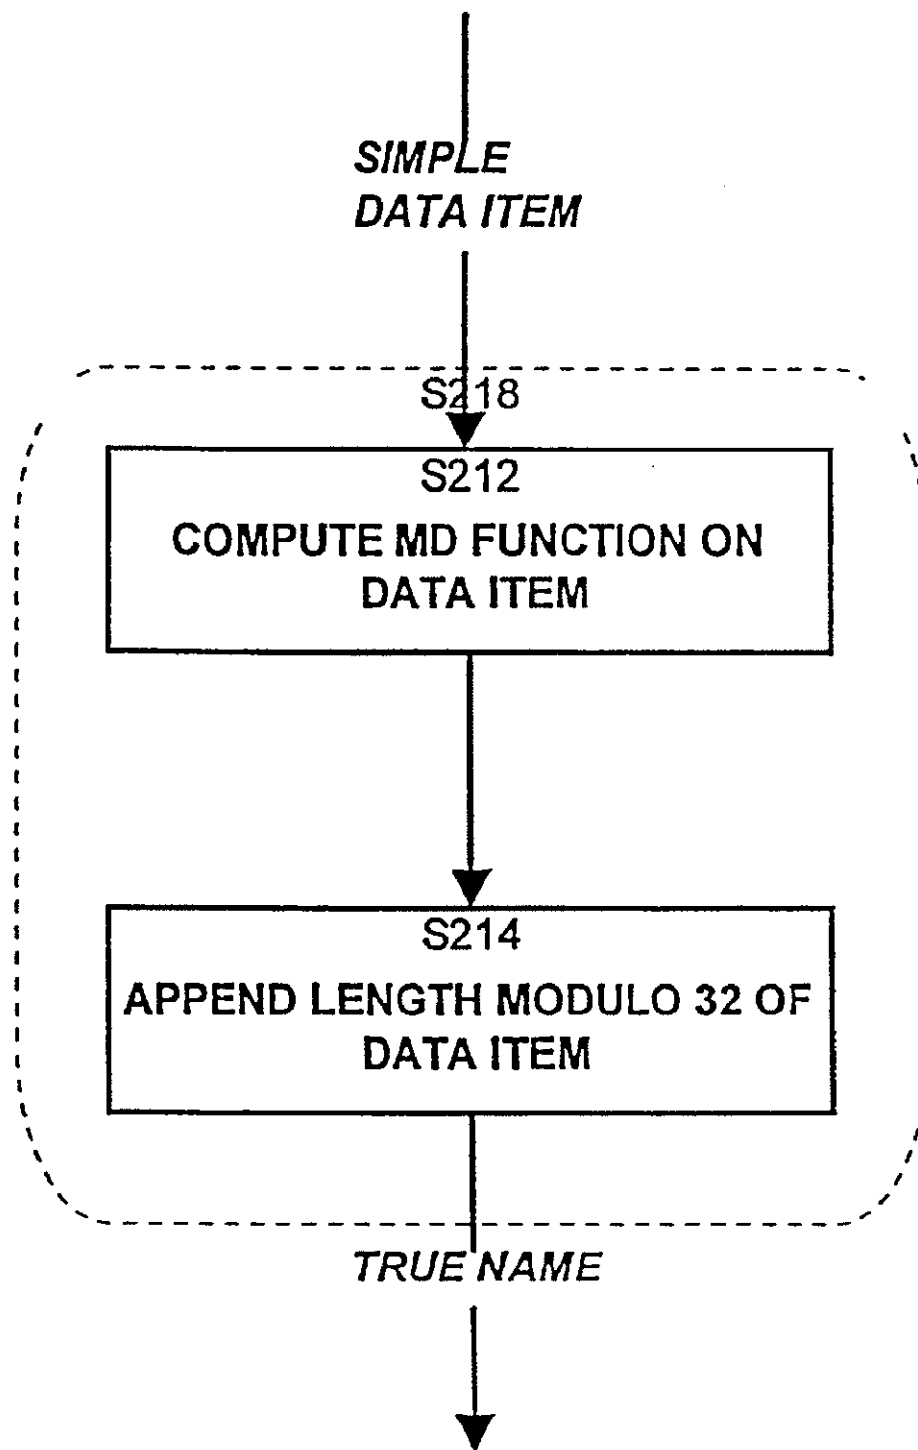 SIMPLE
DATA ITEM
S218
S212
COMPUTE MD FUNCTION ON
DATA ITEM
S214
APPEND LENGTH MODULO 32 OF
DATA ITEM
TRUE NAME